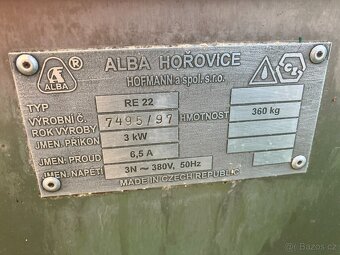 ALBA HOŘOVICE
HOFMANN a spol. s.r.o.
ALBA ®
TYP RE 22
VÝROBNÍ Č. 7495/97 HMOTNOST 360 kg
ROK VÝROBY
JMEN. PŘÍKON 3 kW
JMEN. PROUD 6,5 A
JMEN. NAPĚTÍ 3N ~ 380V, 50Hz
MADE IN CZECH REPUBLIC
bazos.cz